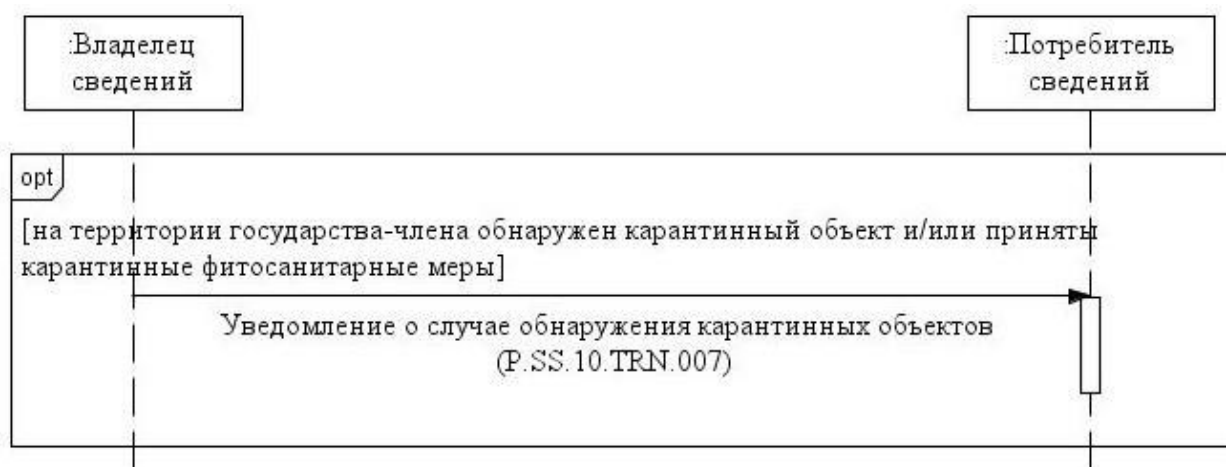 :Владелец
сведений
:Потребитель
сведений
opt
[на территории государства-члена обнаружен карантинный объект и/или приняты
карантинные фитосанитарные меры]
Уведомление о случае обнаружения карантинных объектов
(P.SS.10.TRN.007)